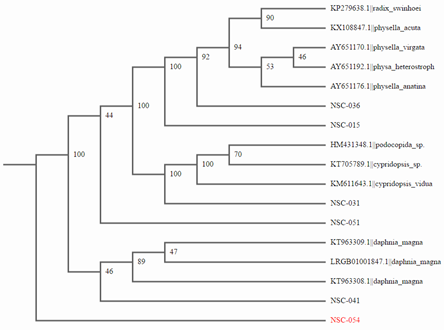 KP279638.1||radix_swinhoei
90
KX108847.1||physella_acuta
94
AY651170.1||physella_virgata
46
92
53
AY651192.1||physa_heterostroph
100
AY651176.1||physella_anatina
100
NSC-036
44
NSC-015
HM431348.1||podocopida_sp.
70
100
KT705789.1||cypridopsis_sp.
100
KM611643.1||cypridopsis_vidua
100
NSC-031
NSC-051
KT963309.1||daphnia_magna
47
89
LRGB01001847.1||daphnia_magna
46
KT963308.1||daphnia_magna
NSC-041
NSC-054